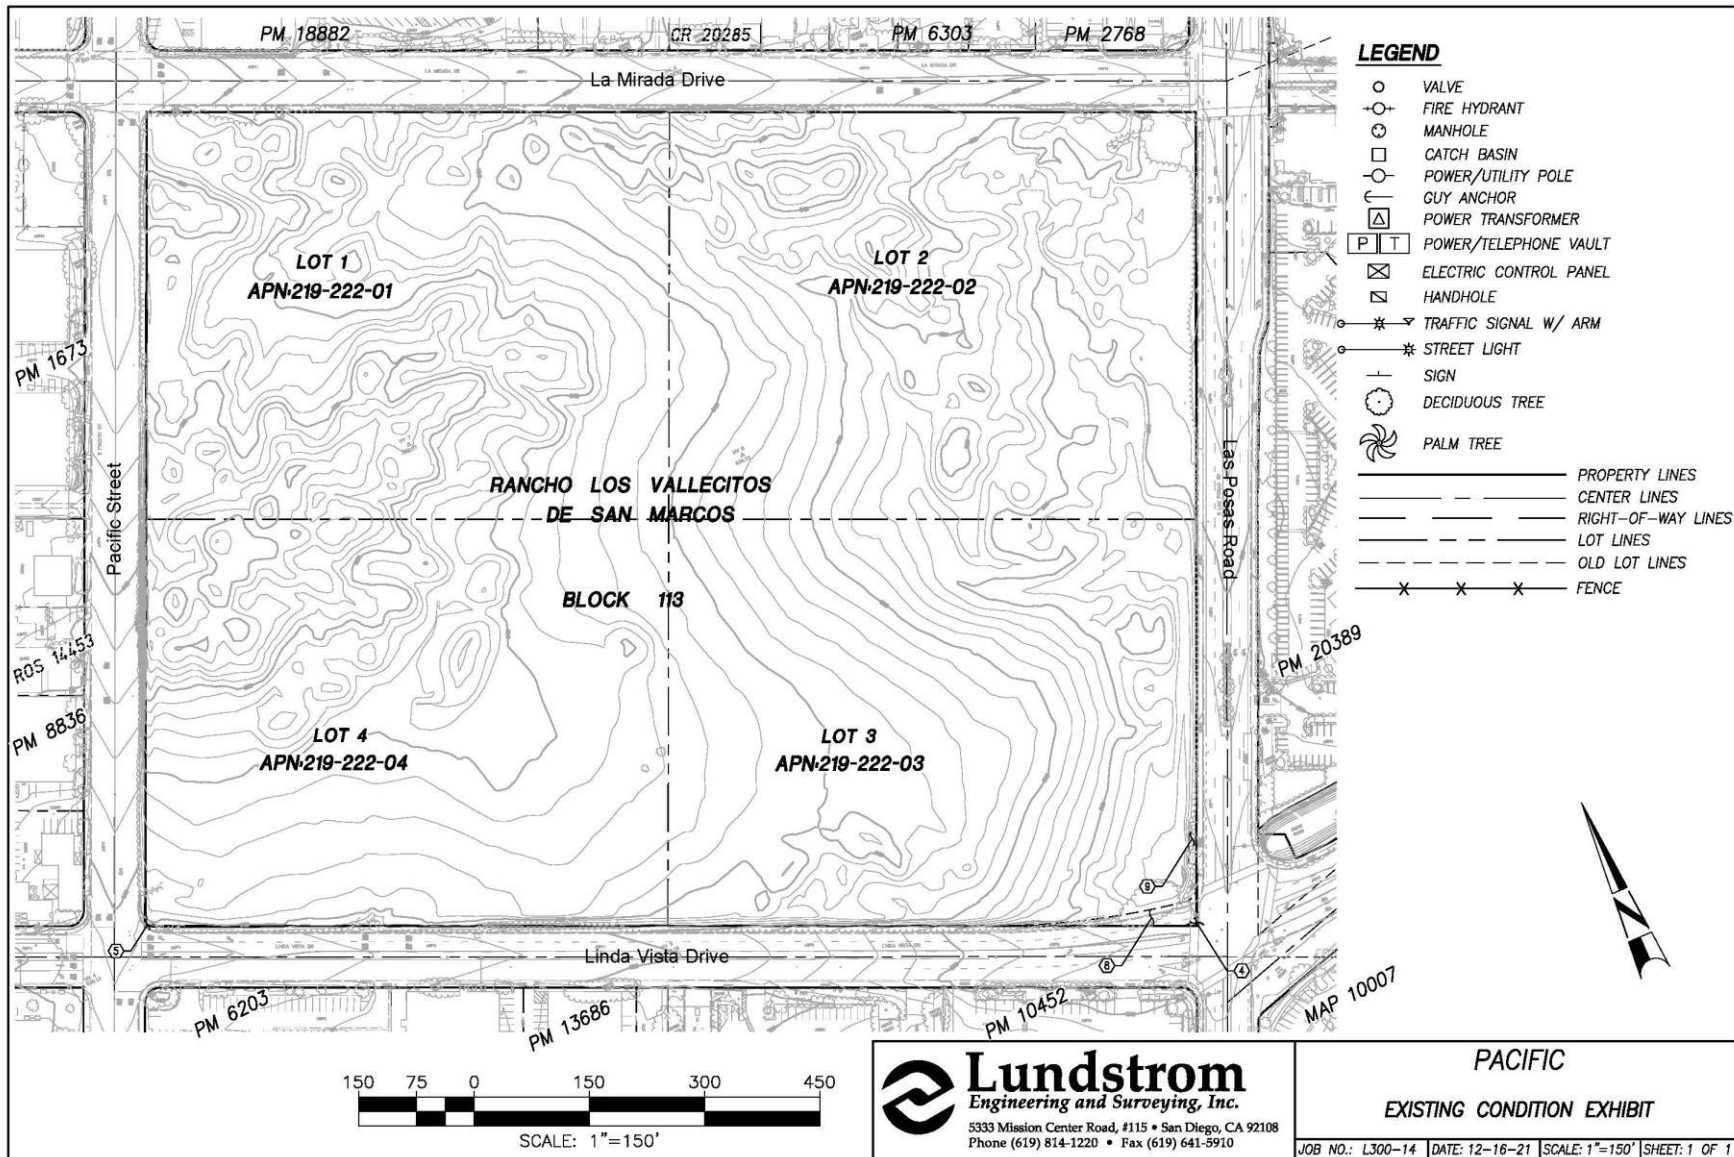 PM 18882
CR 20285
PM 6303
PM 2768
La Mirada Drive
LOT 1
APN:219-222-01
LOT 2
APN:219-222-02
PM 1673
Pacific Street
RANCHO LOS VALLECITOS
DE SAN MARCOS
BLOCK 113
Las Posas Road
ROS 14453
PM 8836
LOT 4
APN:219-222-04
LOT 3
APN:219-222-03
PM 20389
9
5
8
4
Linda Vista Drive
PM 6203
PM 13686
PM 10452
MAP 10007
LEGEND
VALVE
FIRE HYDRANT
MANHOLE
CATCH BASIN
POWER/UTILITY POLE
GUY ANCHOR
POWER TRANSFORMER
P T POWER/TELEPHONE VAULT
ELECTRIC CONTROL PANEL
HANDHOLE
TRAFFIC SIGNAL W/ ARM
STREET LIGHT
SIGN
DECIDUOUS TREE
PALM TREE
PROPERTY LINES
CENTER LINES
RIGHT-OF-WAY LINES
LOT LINES
OLD LOT LINES
FENCE
150 75 0 150 300 450
SCALE: 1"=150'
Lundstrom
Engineering and Surveying, Inc.
5333 Mission Center Road, #115 • San Diego, CA 92108
Phone (619) 814-1220 • Fax (619) 641-5910
PACIFIC
EXISTING CONDITION EXHIBIT
JOB NO.: L300-14 DATE: 12-16-21 SCALE: 1"=150' SHEET: 1 OF 1